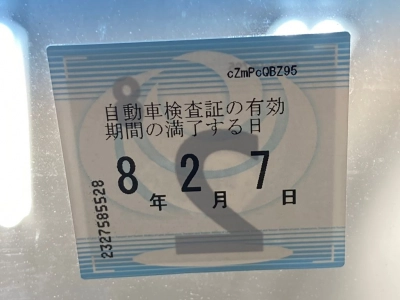 cZmPcQBZ95
自動車検査証の有効
期間の満了する日
8年2月7日
2327585528